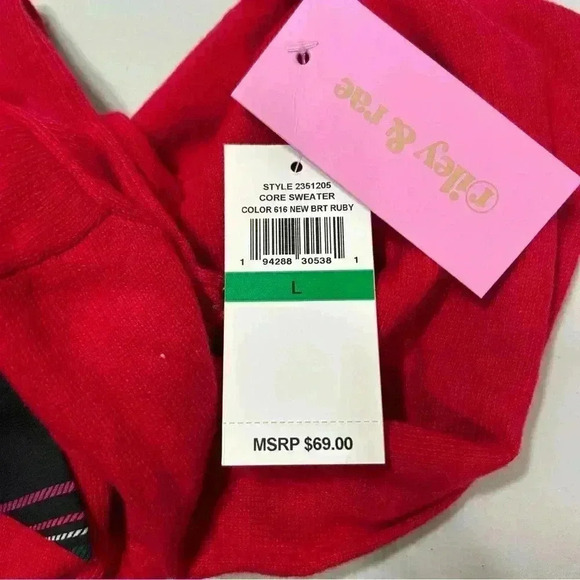 riley & rae
STYLE 2351205
CORE SWEATER
COLOR 616 NEW BRT RUBY
1 94288 30538 1
L
MSRP $69.00